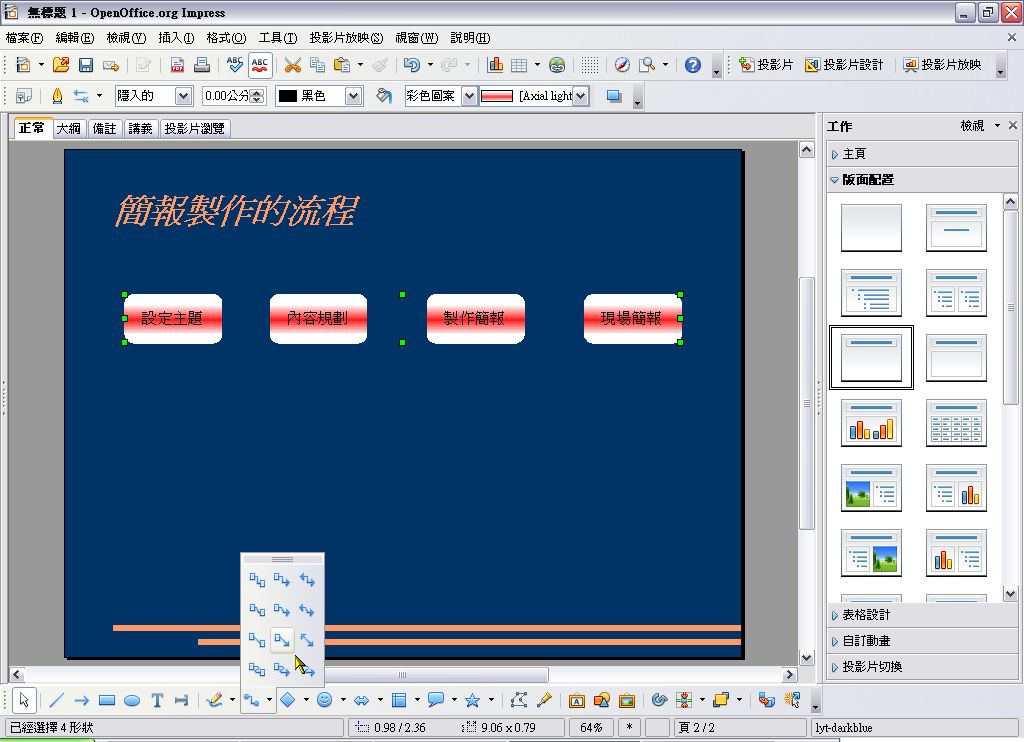 無標題 1 - OpenOffice.org Impress
檔案(F) 編輯(E) 檢視(V) 插入(I) 格式(O) 工具(T) 投影片放映(S) 視窗(W) 說明(H)
ABC ABC 投影片 投影片設計 投影片放映
隱入的 0.00公分 黑色 彩色圖案 [Axial light
正常 大綱 備註 講義 投影片瀏覽
工作 檢視
主頁
版面配置
簡報製作的流程
設定主題 內容規劃 製作簡報 現場簡報
表格設計
自訂動畫
投影片切換
已經選擇 4 形狀 0.98 / 2.36 9.06 x 0.79 64% * 頁 2 / 2 lyt-darkblue